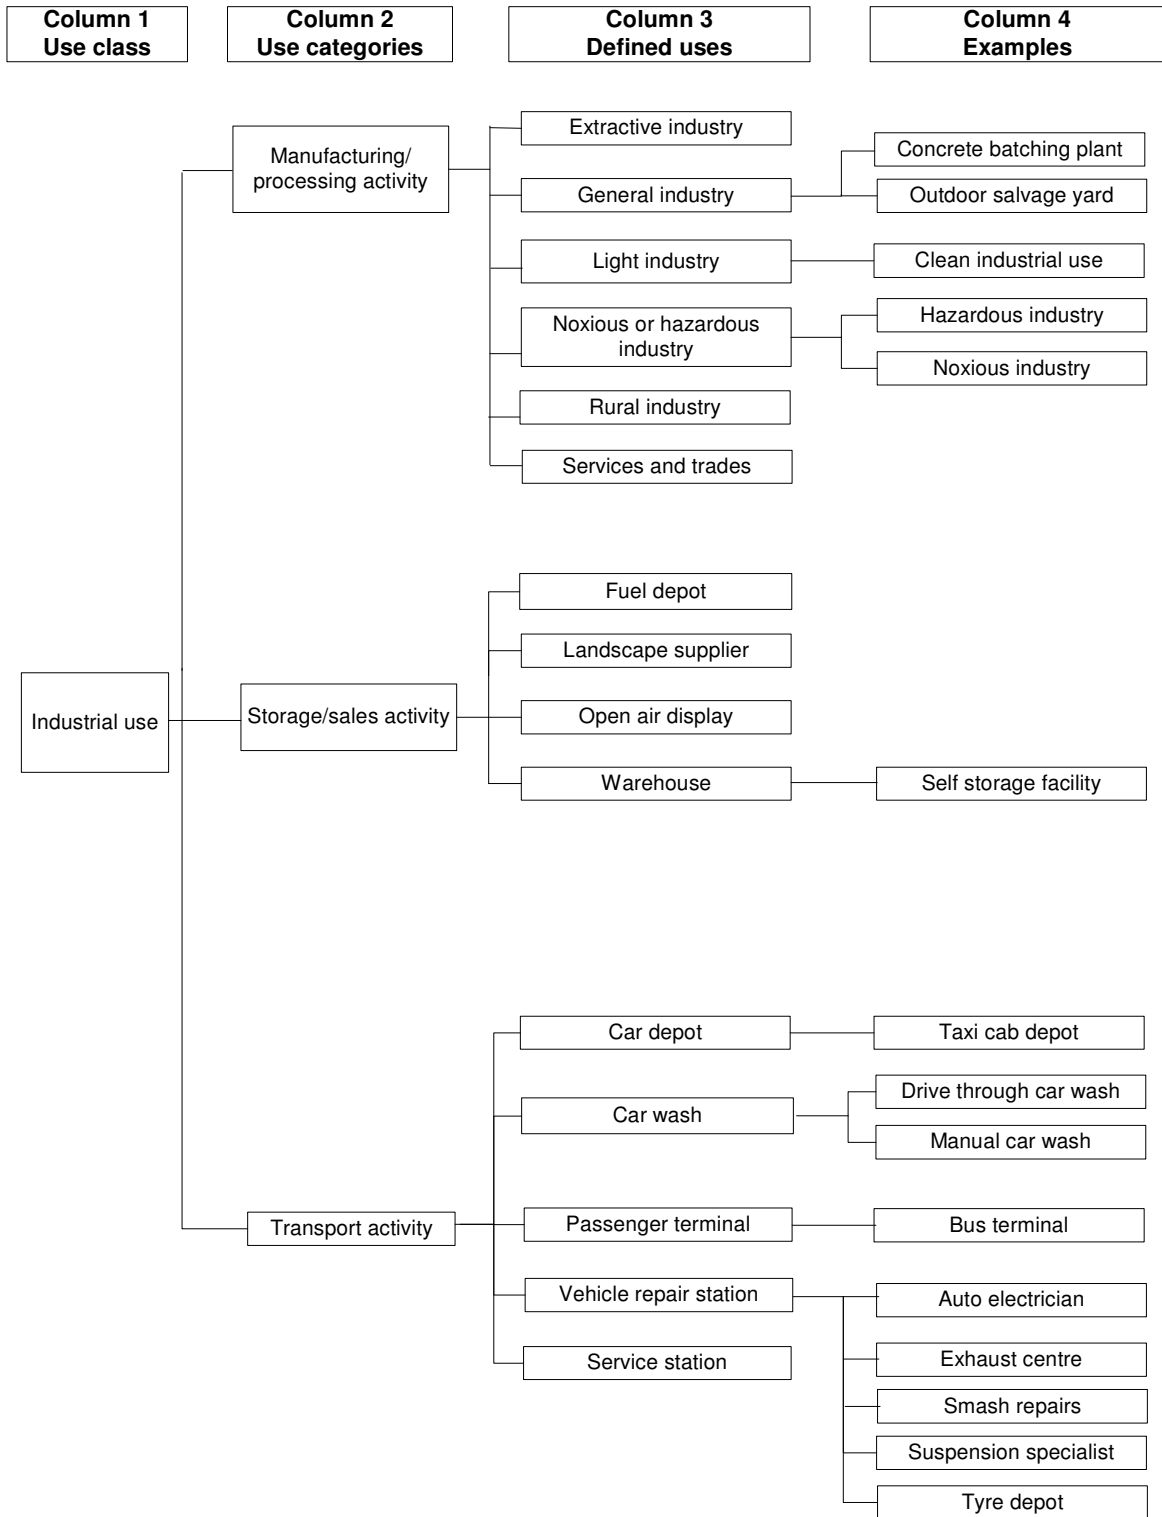 Column 1
Use class
Column 2
Use categories
Column 3
Defined uses
Column 4
Examples
Manufacturing/
processing activity
Extractive industry
General industry
Concrete batching plant
Outdoor salvage yard
Light industry
Clean industrial use
Noxious or hazardous
industry
Hazardous industry
Noxious industry
Rural industry
Services and trades
Industrial use
Storage/sales activity
Fuel depot
Landscape supplier
Open air display
Warehouse
Self storage facility
Transport activity
Car depot
Taxi cab depot
Car wash
Drive through car wash
Manual car wash
Passenger terminal
Bus terminal
Vehicle repair station
Auto electrician
Exhaust centre
Smash repairs
Suspension specialist
Tyre depot
Service station